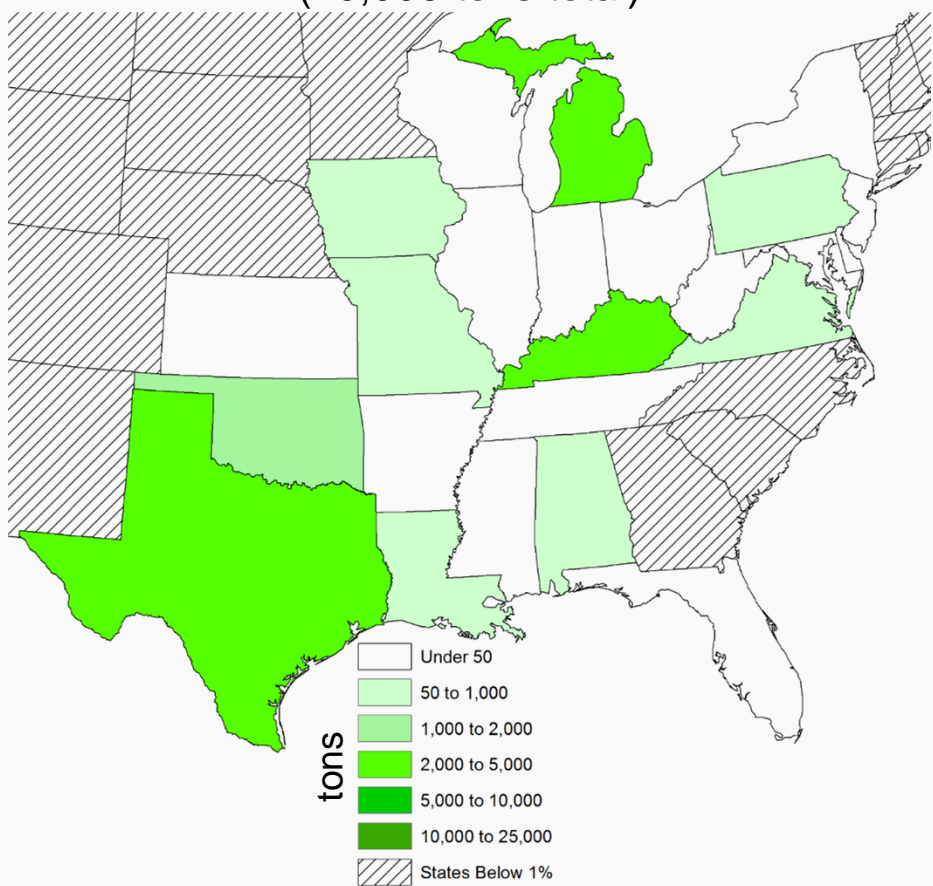 Under 50
50 to 1,000
1,000 to 2,000
2,000 to 5,000
5,000 to 10,000
10,000 to 25,000
States Below 1%
tons